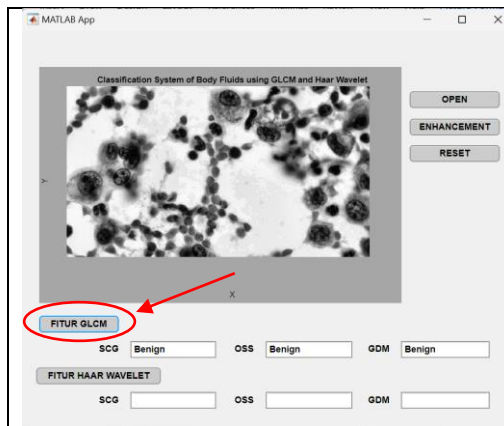 MATLAB App
Classification System of Body Fluids using GLCM and Haar Wavelet
Y
X
OPEN
ENHANCEMENT
RESET
FITUR GLCM
SCG Benign OSS Benign GDM Benign
FITUR HAAR WAVELET
SCG OSS GDM